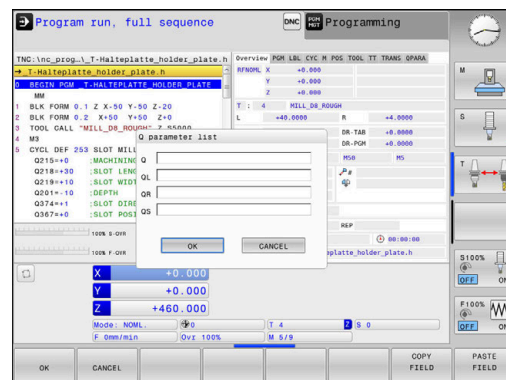 Program run, full sequence
DNC
Programming
TNC:\nc_prog…\_T-Halteplatte_holder_plate.h
→_T-Halteplatte_holder_plate.h
0 BEGIN PGM _T-HALTEPLATTE_HOLDER_PLATE
MM
1 BLK FORM 0.1 Z X-50 Y-50 Z-20
2 BLK FORM 0.2 X+50 Y+50 Z+0
3 TOOL CALL "MILL_D8_ROUGH" Z S5000
4 M3
5 CYCL DEF 253 SLOT MILL
Q215=+0 ;MACHINING
Q218=+30 ;SLOT LENG
Q219=+10 ;SLOT WIDT
Q201=-10 ;DEPTH
Q374=+1 ;SLOT DIRE
Q367=+0 ;SLOT POSI
100% S-OVR
100% F-OVR
Overview PGM LBL CYC M POS TOOL TT TRANS QPARA
RFNOML X +0.000
Y +0.000
Z +0.000
T : 4 MILL_D8_ROUGH
L +40.0000 R +4.0000
DR-TAB +0.0000
DR-PGM +0.0000
M50 M5
REP
00:00:00
platte_holder_plate.h
Q parameter list
Q
QL
QR
QS
OK CANCEL
X +0.000
Y +0.000
Z +460.000
Mode: NOML. 0 T 4 Z S 0
F 0mm/min Ovr 100% M 5/9
M
S
T
S100%
OFF ON
F100%
OFF ON
OK CANCEL COPY FIELD PASTE FIELD